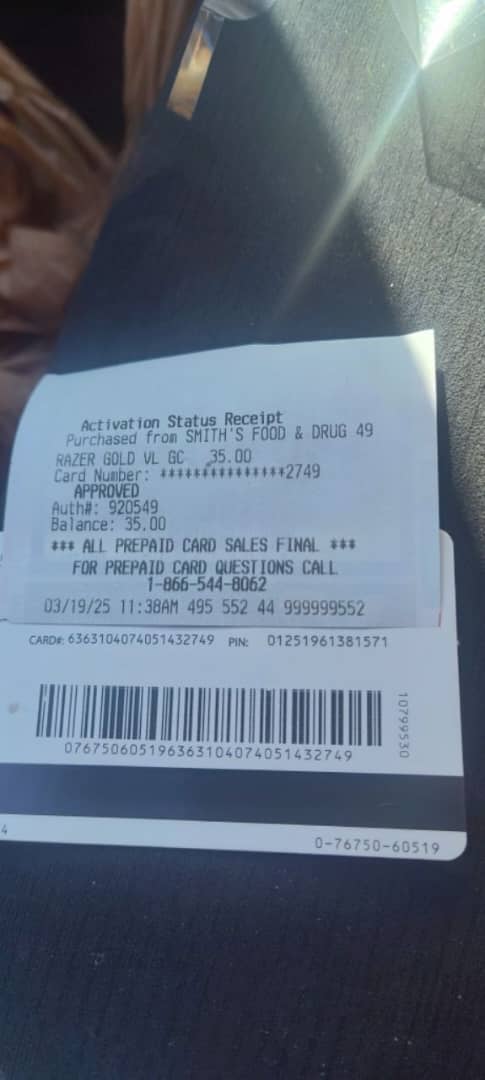 Activation Status Receipt
Purchased from SMITH'S FOOD & DRUG 49
RAZER GOLD VL GC 35.00
Card Number: ***************2749
APPROVED
Auth#: 920549
Balance: 35.00
*** ALL PREPAID CARD SALES FINAL ***
FOR PREPAID CARD QUESTIONS CALL
1-866-544-8062
03/19/25 11:38AM 495 552 44 999999552
CARD#: 6363104074051432749 PIN: 01251961381571
10799530
076750605196363104074051432749
4
0-76750-60519